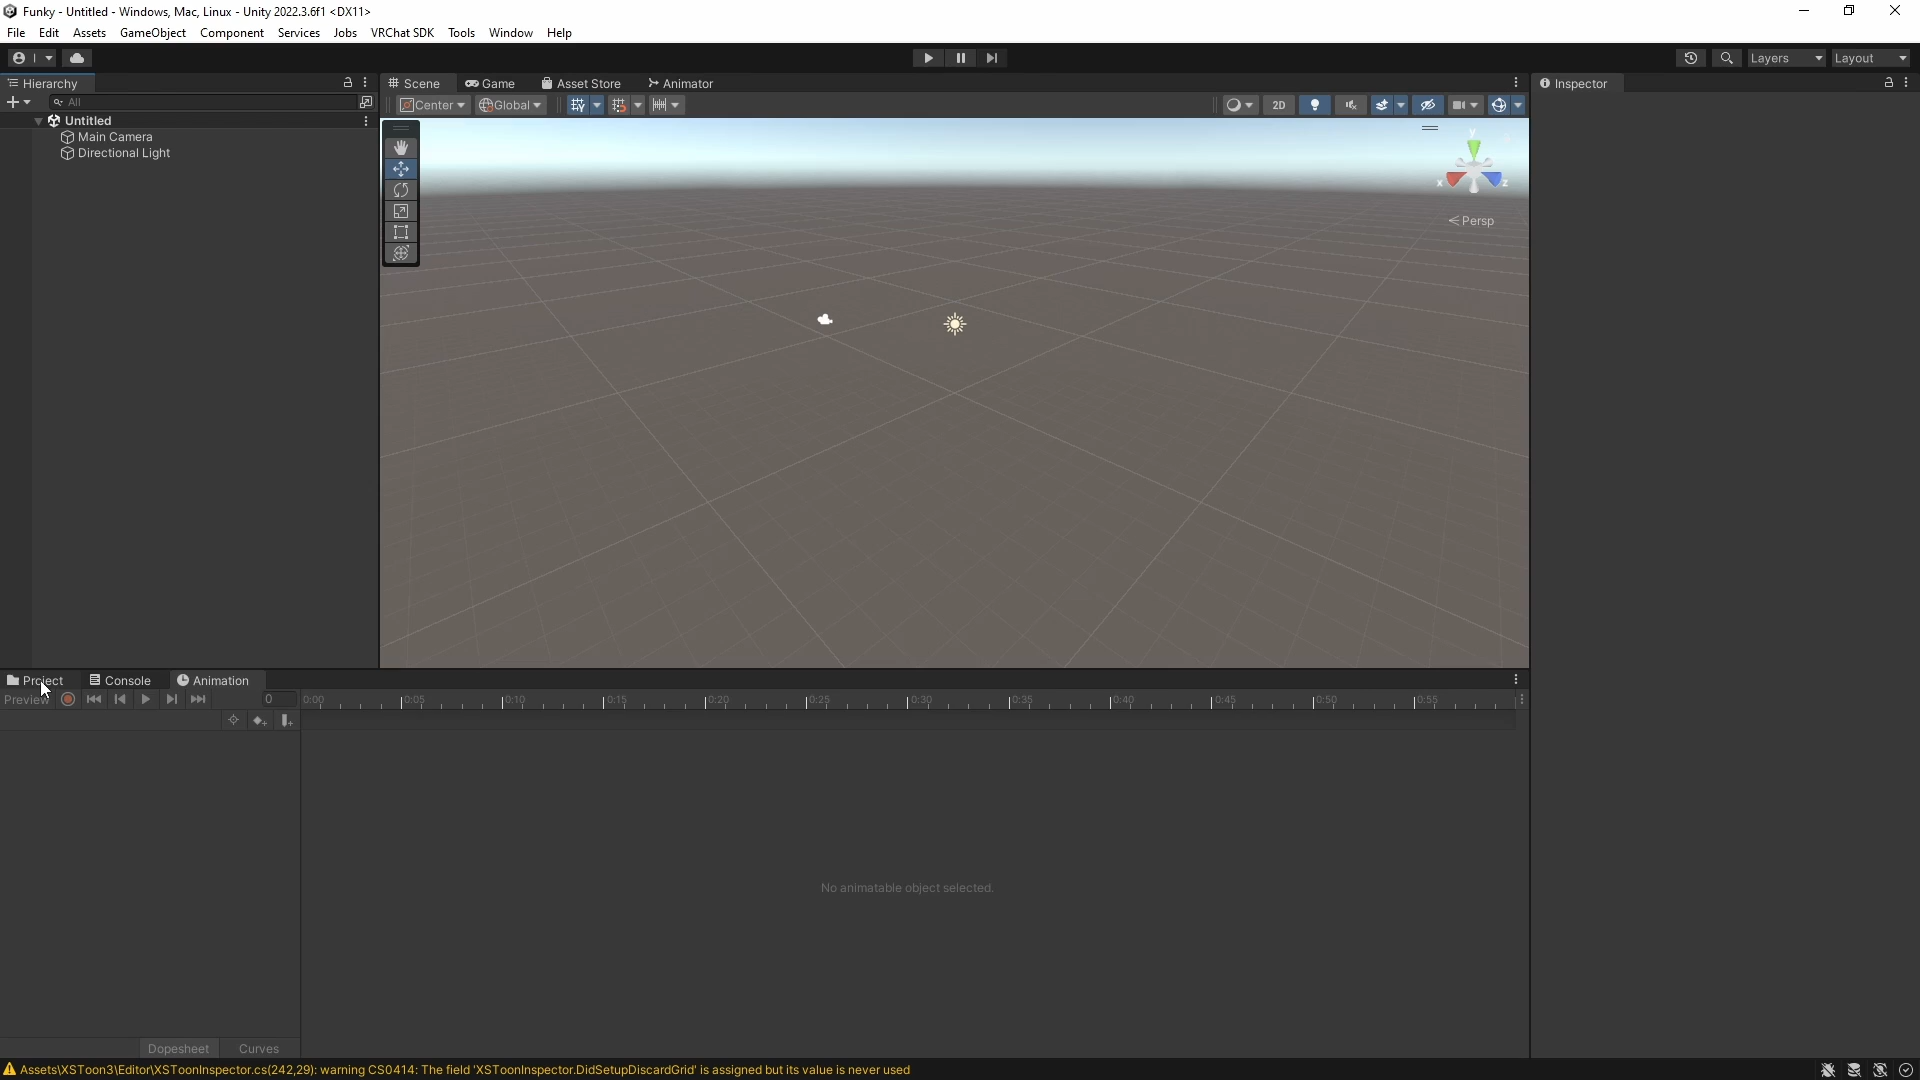 Funky - Untitled - Windows, Mac, Linux - Unity 2022.3.6f1 <DX11>
File Edit Assets GameObject Component Services Jobs VRChat SDK Tools Window Help
I Layers Layout
Hierarchy Scene Game Asset Store Animator Inspector
All Center Global 2D
Untitled
Main Camera
Directional Light
y
x z
Persp
Project Console Animation
Preview 0 0:00 0:05 0:10 0:15 0:20 0:25 0:30 0:35 0:40 0:45 0:50 0:55
No animatable object selected.
Dopesheet Curves
Assets\XSToon3\Editor\XSToonInspector.cs(242,29): warning CS0414: The field 'XSToonInspector.DidSetupDiscardGrid' is assigned but its value is never used